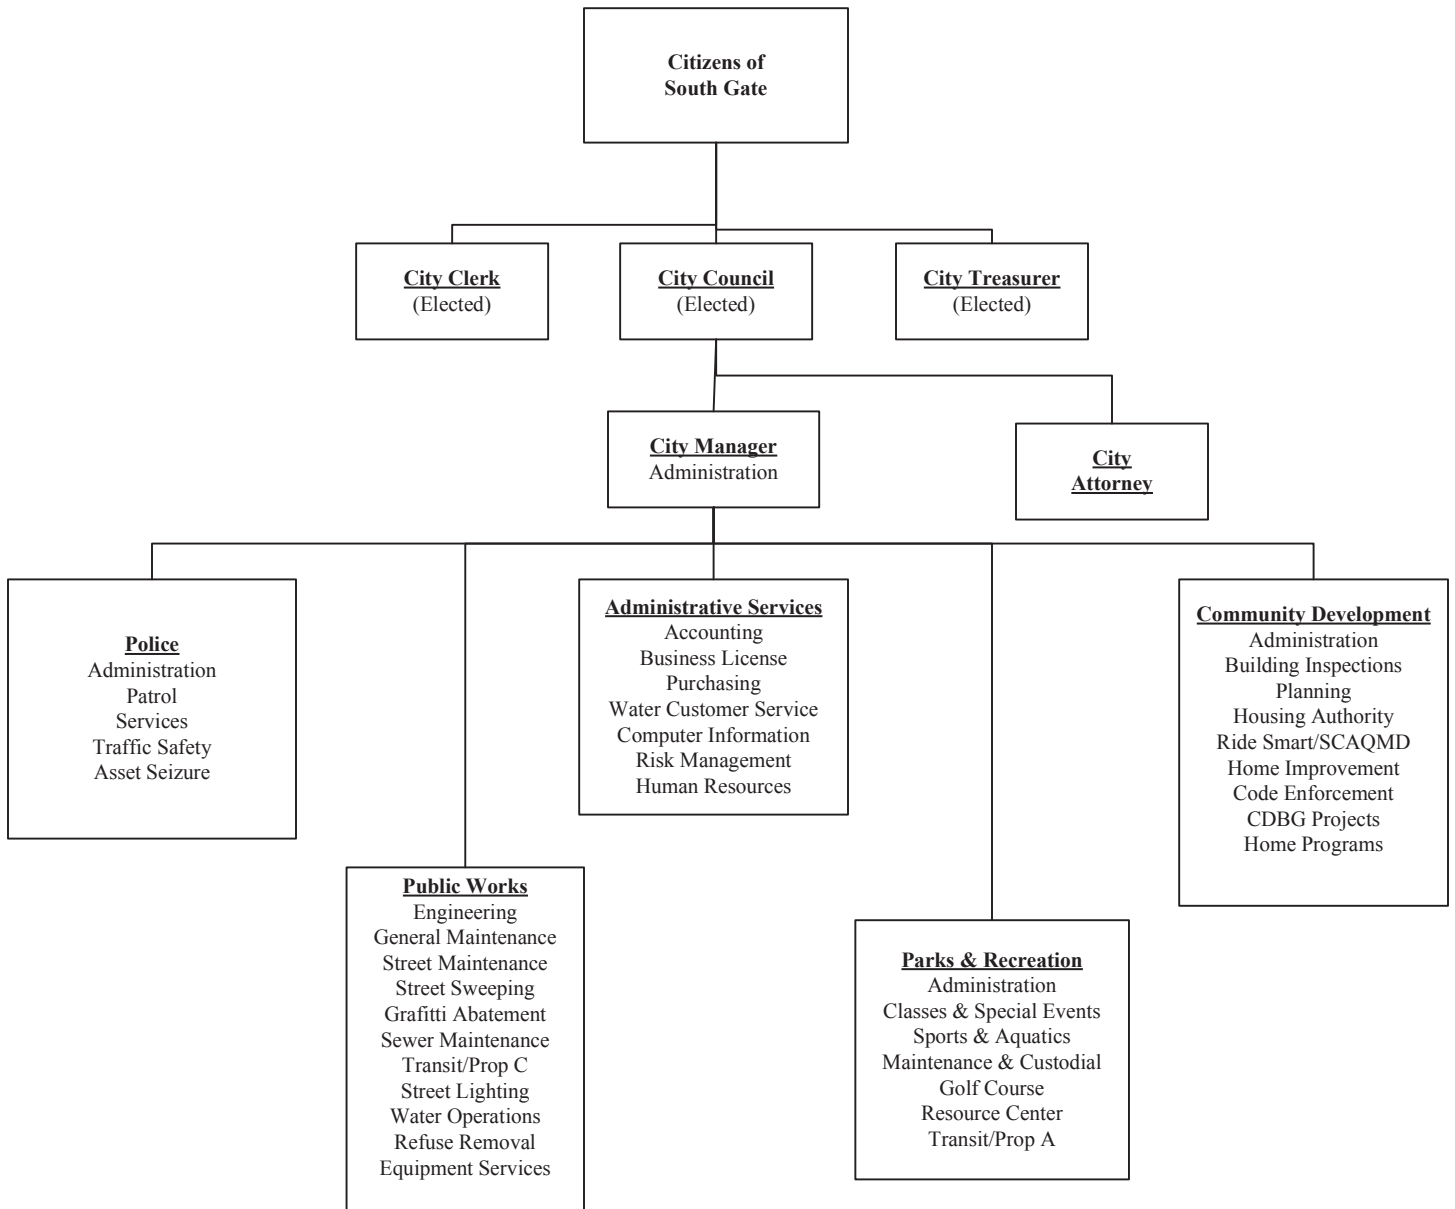 Citizens of
South Gate
City Clerk
(Elected)
City Council
(Elected)
City Treasurer
(Elected)
City Manager
Administration
City
Attorney
Police
Administration
Patrol
Services
Traffic Safety
Asset Seizure
Administrative Services
Accounting
Business License
Purchasing
Water Customer Service
Computer Information
Risk Management
Human Resources
Community Development
Administration
Building Inspections
Planning
Housing Authority
Ride Smart/SCAQMD
Home Improvement
Code Enforcement
CDBG Projects
Home Programs
Public Works
Engineering
General Maintenance
Street Maintenance
Street Sweeping
Grafitti Abatement
Sewer Maintenance
Transit/Prop C
Street Lighting
Water Operations
Refuse Removal
Equipment Services
Parks & Recreation
Administration
Classes & Special Events
Sports & Aquatics
Maintenance & Custodial
Golf Course
Resource Center
Transit/Prop A